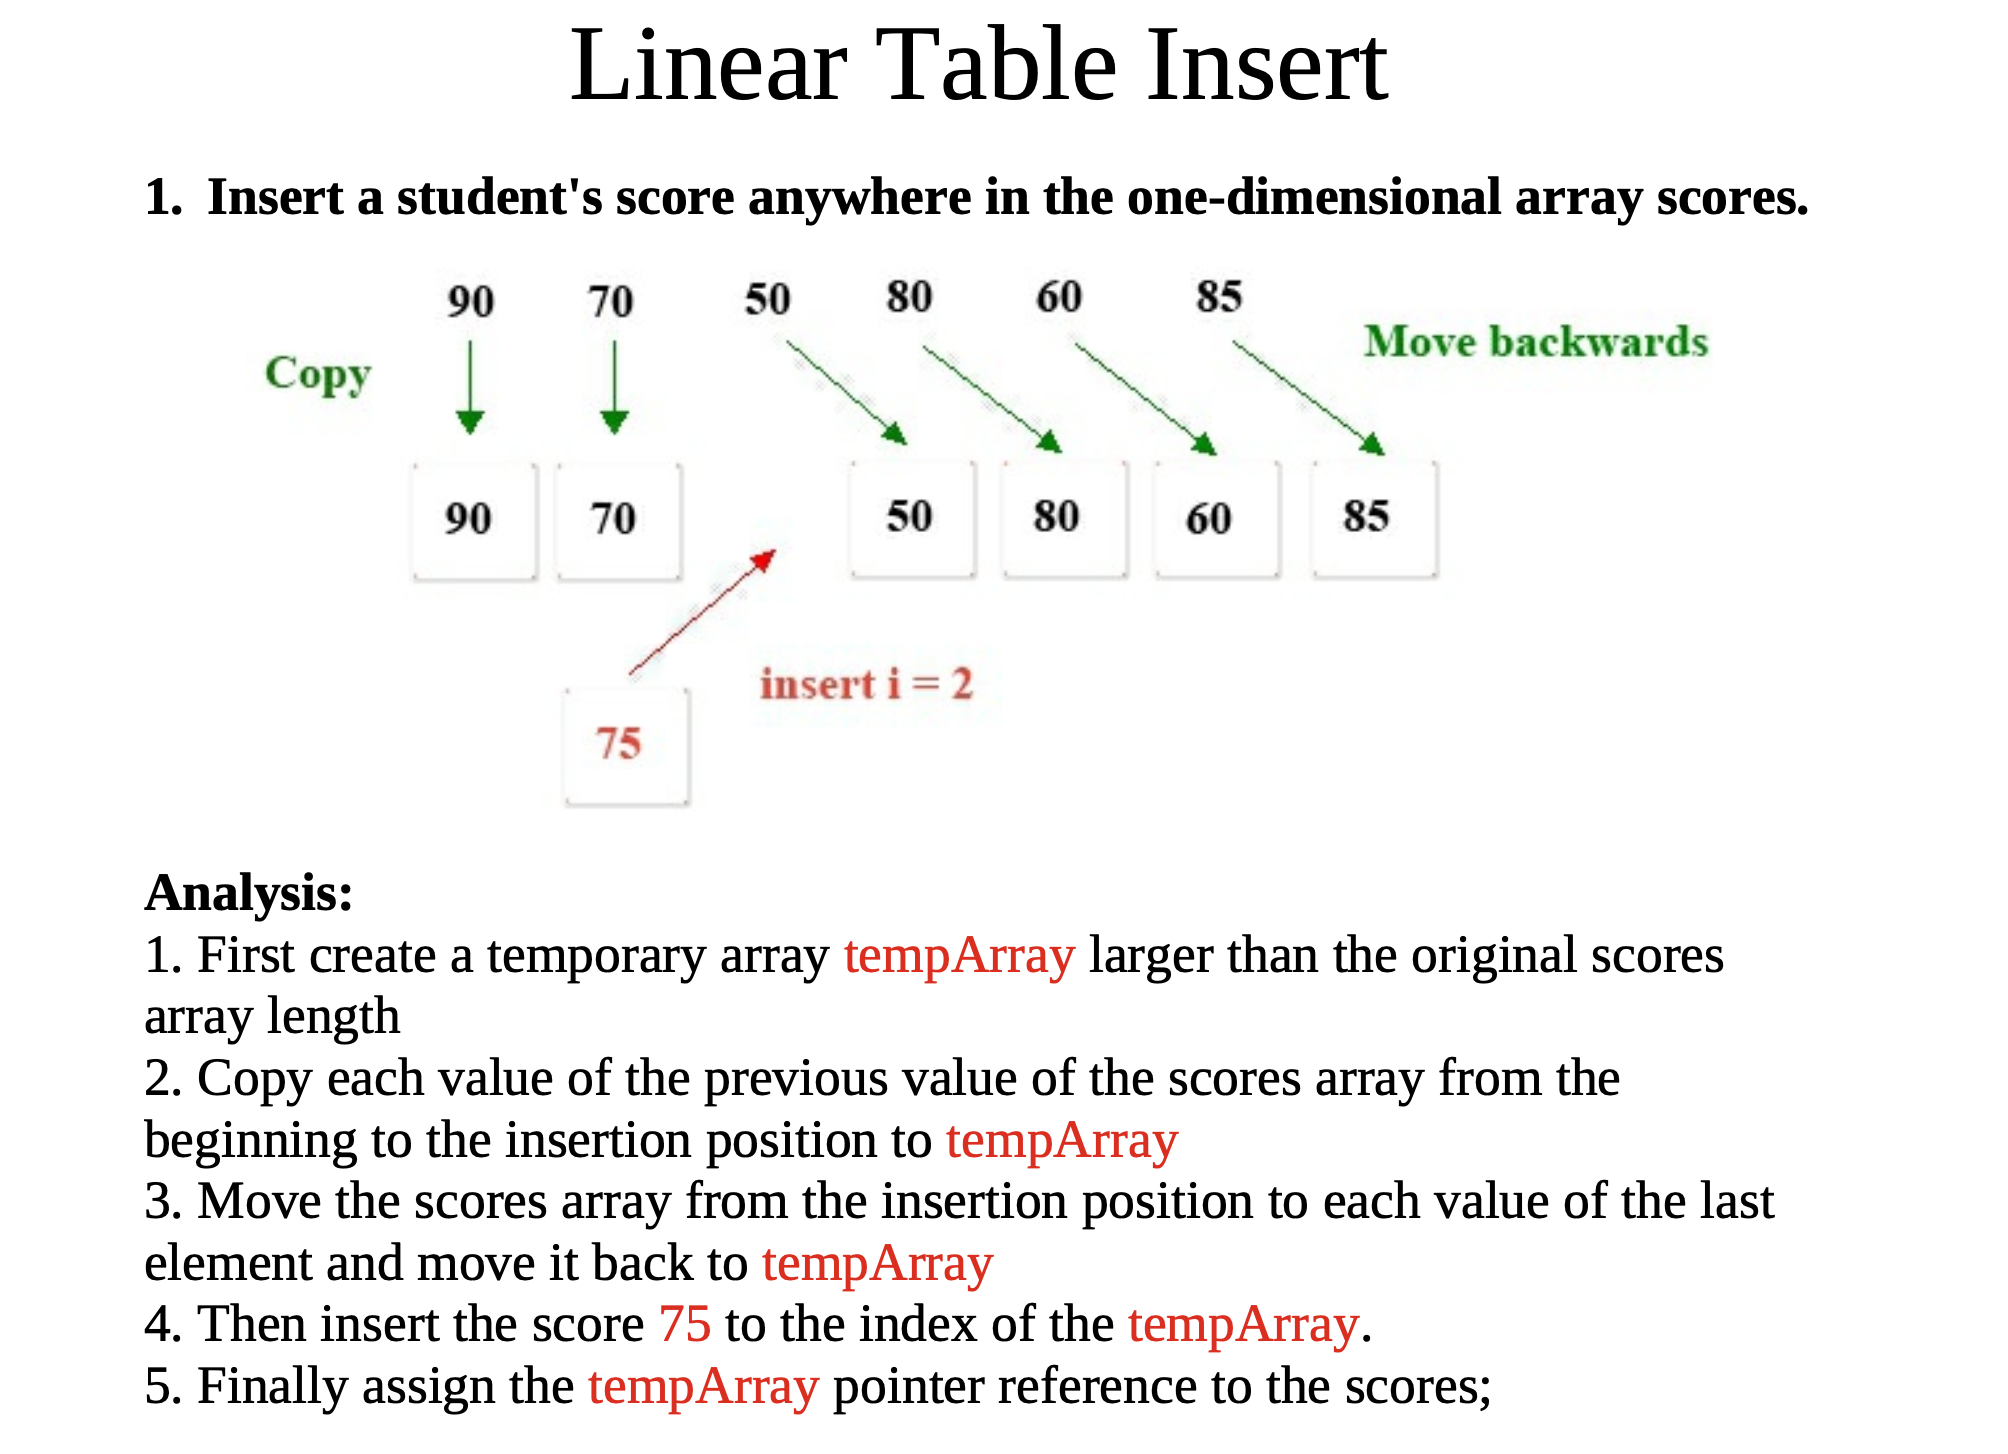 Linear Table Insert
1. Insert a student's score anywhere in the one-dimensional array scores.
90 70 50 80 60 85
Move backwards
Copy
90 70 50 80 60 85
insert i = 2
75
Analysis:
1. First create a temporary array tempArray larger than the original scores
array length
2. Copy each value of the previous value of the scores array from the
beginning to the insertion position to tempArray
3. Move the scores array from the insertion position to each value of the last
element and move it back to tempArray
4. Then insert the score 75 to the index of the tempArray.
5. Finally assign the tempArray pointer reference to the scores;